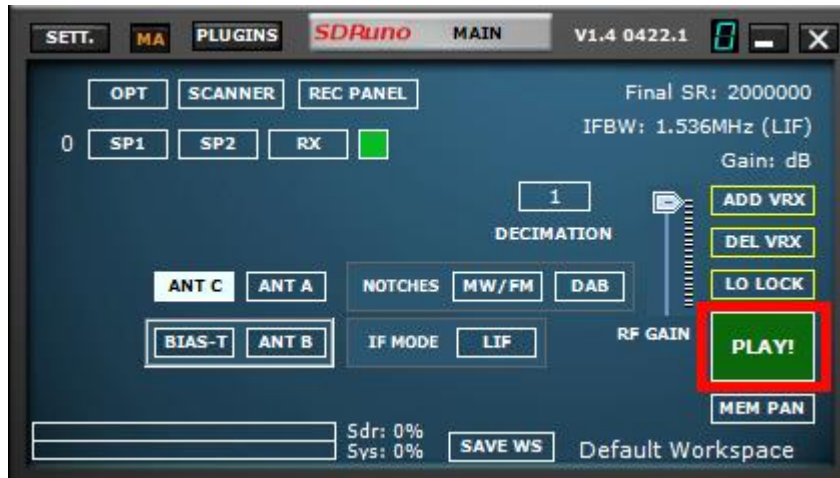 SETT. MA PLUGINS SDRuno MAIN V1.4 0422.1 0
OPT SCANNER REC PANEL Final SR: 2000000
IFBW: 1.536MHz (LIF)
0 SP1 SP2 RX
Gain: dB
1 ADD VRX
DECIMATION DEL VRX
ANT C ANT A NOTCHES MW/FM DAB LO LOCK
BIAS-T ANT B IF MODE LIF RF GAIN PLAY!
MEM PAN
Sdr: 0%
Sys: 0% SAVE WS Default Workspace